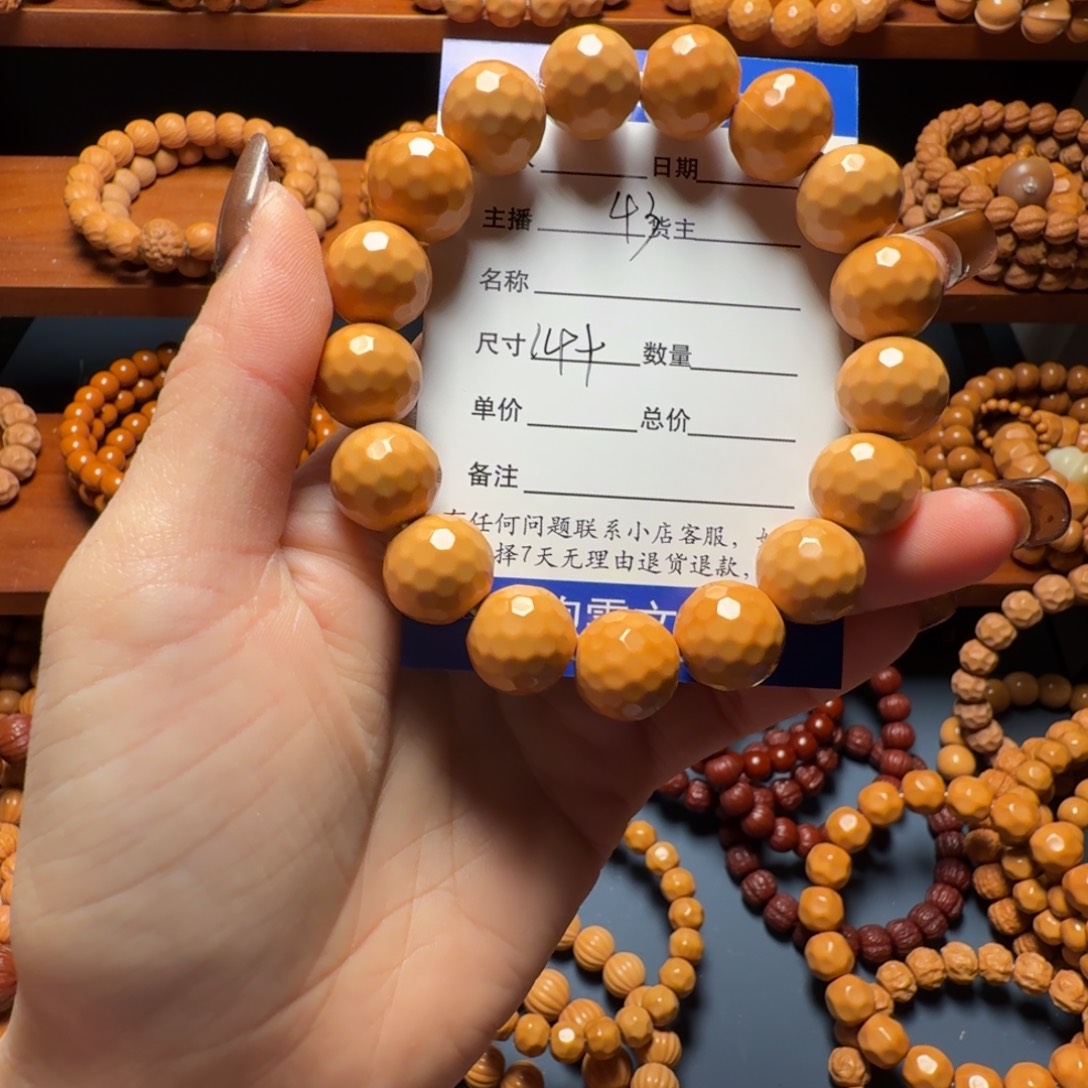 日期
主播 43 货主
名称
尺寸 14+ 数量
单价 总价
备注
任何问题联系小店客服，
择7天无理由退货退款，